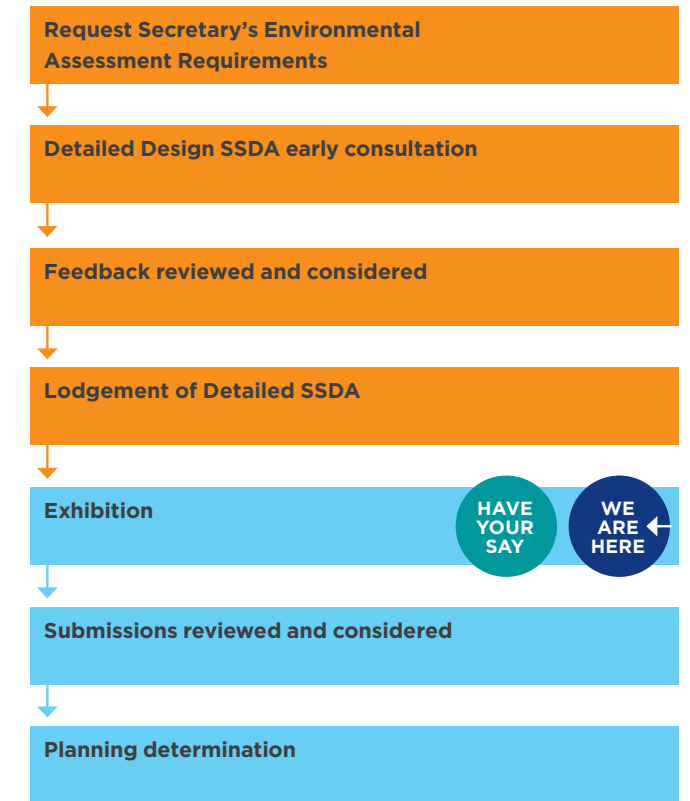 Request Secretary’s Environmental
Assessment Requirements
Detailed Design SSDA early consultation
Feedback reviewed and considered
Lodgement of Detailed SSDA
Exhibition
HAVE
YOUR
SAY
WE
ARE
HERE
Submissions reviewed and considered
Planning determination